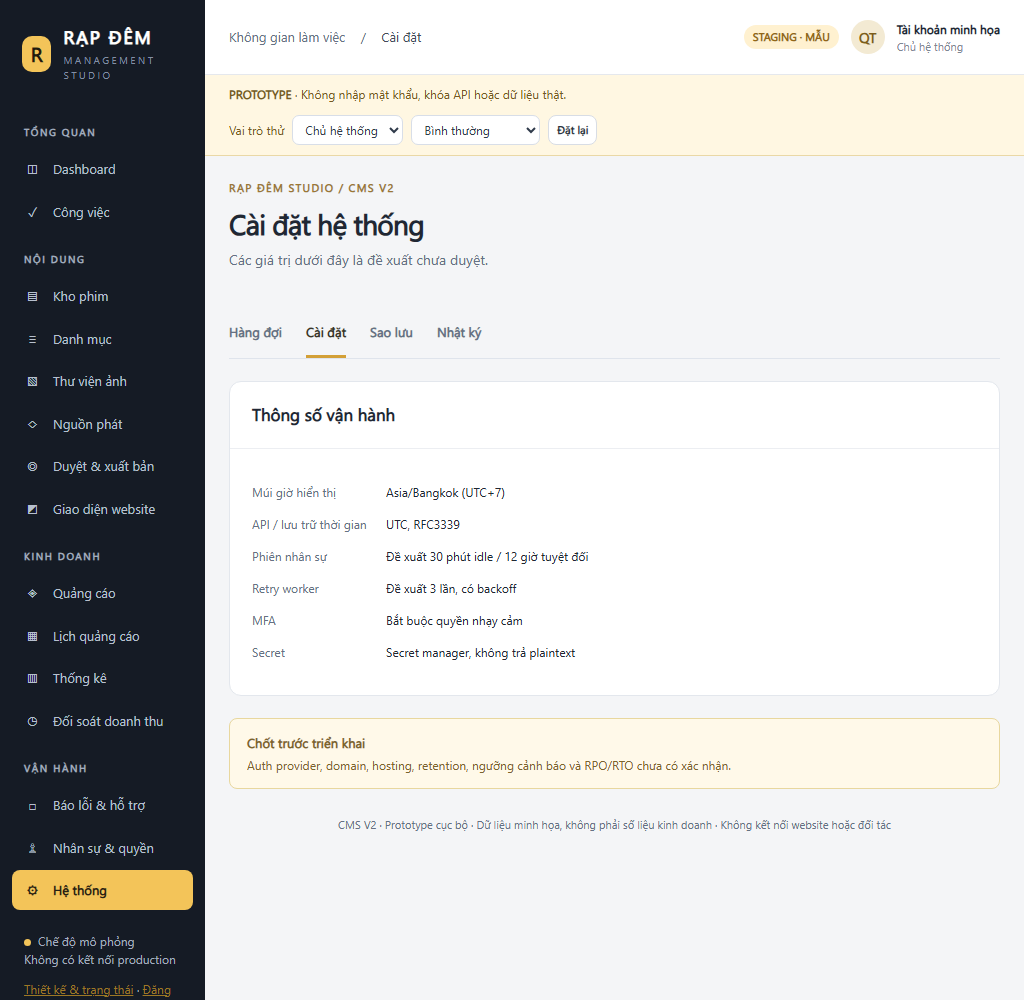 R
RẠP ĐÊM
MANAGEMENT
STUDIO
TỔNG QUAN
Dashboard
Công việc
NỘI DUNG
Kho phim
Danh mục
Thư viện ảnh
Nguồn phát
Duyệt & xuất bản
Giao diện website
KINH DOANH
Quảng cáo
Lịch quảng cáo
Thống kê
Đối soát doanh thu
VẬN HÀNH
Báo lỗi & hỗ trợ
Nhân sự & quyền
Hệ thống
Chế độ mô phỏng
Không có kết nối production
Thiết kế & trạng thái · Đăng
Không gian làm việc / Cài đặt
STAGING · MẪU
QT
Tài khoản minh họa
Chủ hệ thống
PROTOTYPE · Không nhập mật khẩu, khóa API hoặc dữ liệu thật.
Vai trò thử Chủ hệ thống Bình thường Đặt lại
RẠP ĐÊM STUDIO / CMS V2
Cài đặt hệ thống
Các giá trị dưới đây là đề xuất chưa duyệt.
Hàng đợi Cài đặt Sao lưu Nhật ký
Thông số vận hành
Múi giờ hiển thị Asia/Bangkok (UTC+7)
API / lưu trữ thời gian UTC, RFC3339
Phiên nhân sự Đề xuất 30 phút idle / 12 giờ tuyệt đối
Retry worker Đề xuất 3 lần, có backoff
MFA Bắt buộc quyền nhạy cảm
Secret Secret manager, không trả plaintext
Chốt trước triển khai
Auth provider, domain, hosting, retention, ngưỡng cảnh báo và RPO/RTO chưa có xác nhận.
CMS V2 · Prototype cục bộ · Dữ liệu minh họa, không phải số liệu kinh doanh · Không kết nối website hoặc đối tác